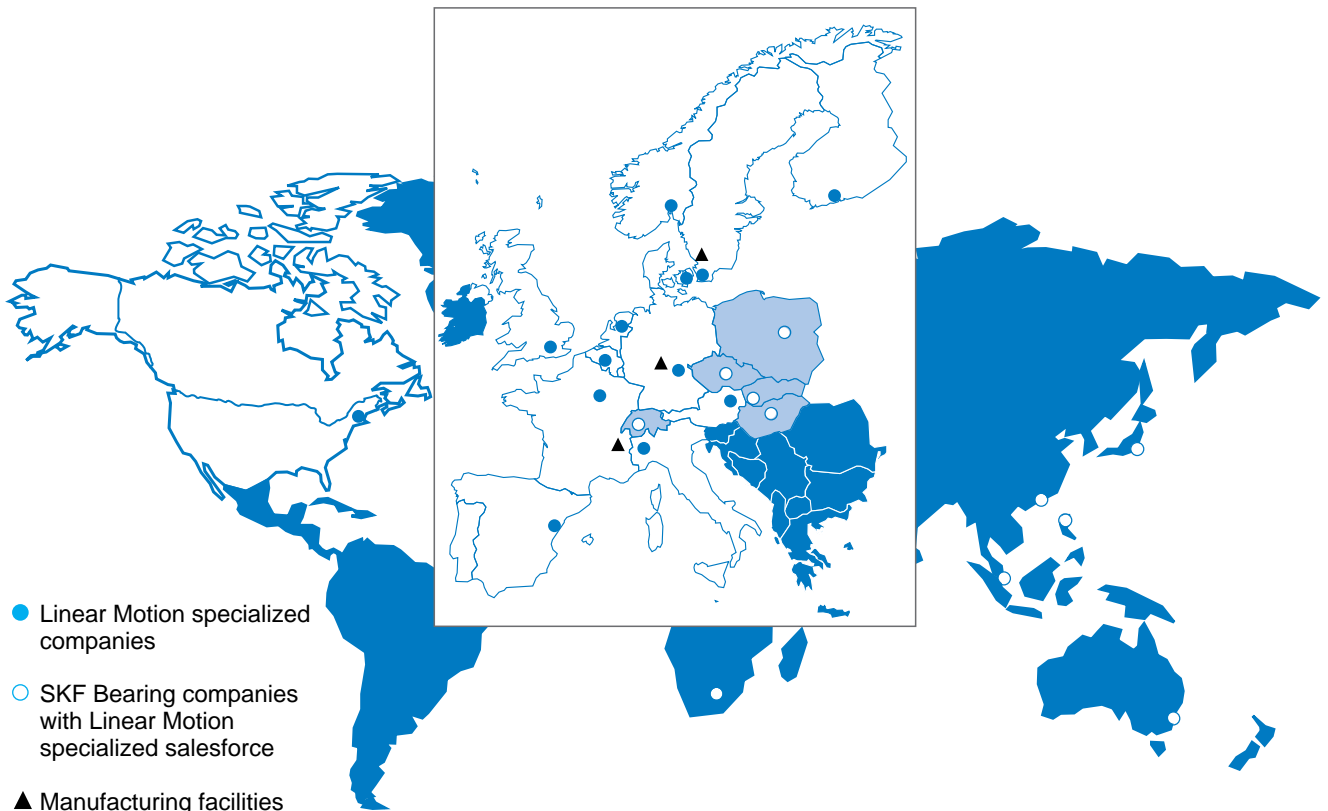 Linear Motion specialized
companies
SKF Bearing companies
with Linear Motion
specialized salesforce
Manufacturing facilities